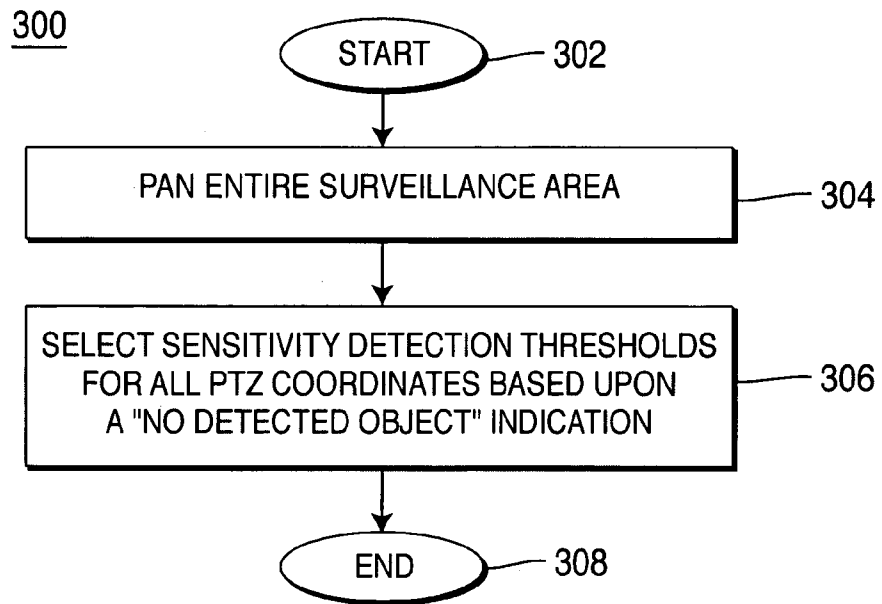 300
START
302
PAN ENTIRE SURVEILLANCE AREA
304
SELECT SENSITIVITY DETECTION THRESHOLDS
FOR ALL PTZ COORDINATES BASED UPON
A "NO DETECTED OBJECT" INDICATION
306
END
308